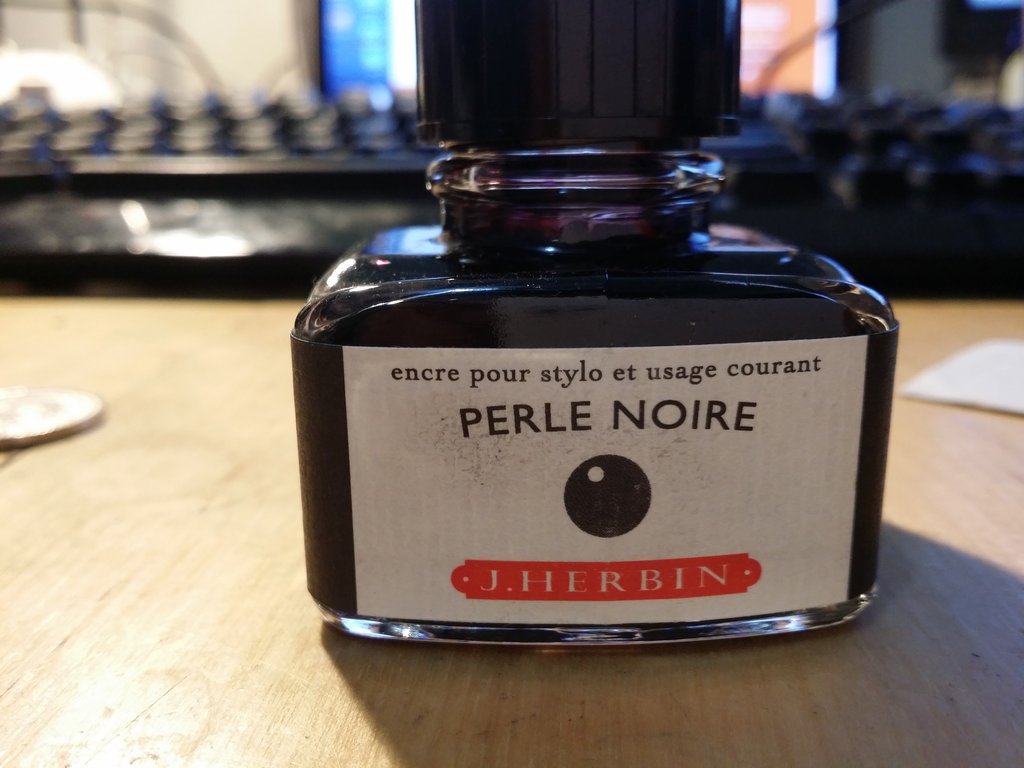 encre pour stylo et usage courant
PERLE NOIRE
J.HERBIN